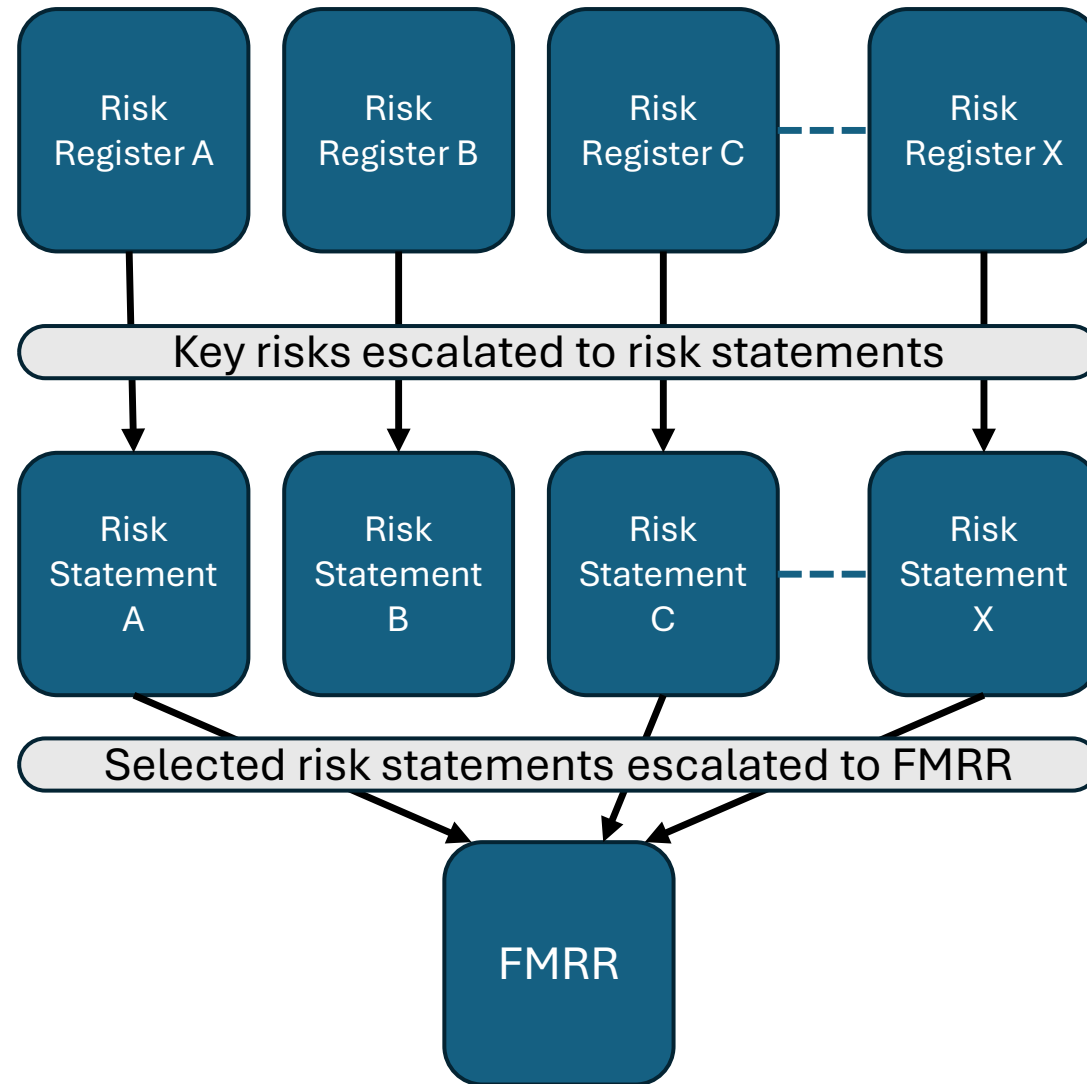 Risk
Register A
Risk
Register B
Risk
Register C
Risk
Register X
Key risks escalated to risk statements
Risk
Statement
A
Risk
Statement
B
Risk
Statement
C
Risk
Statement
X
Selected risk statements escalated to FMRR
FMRR